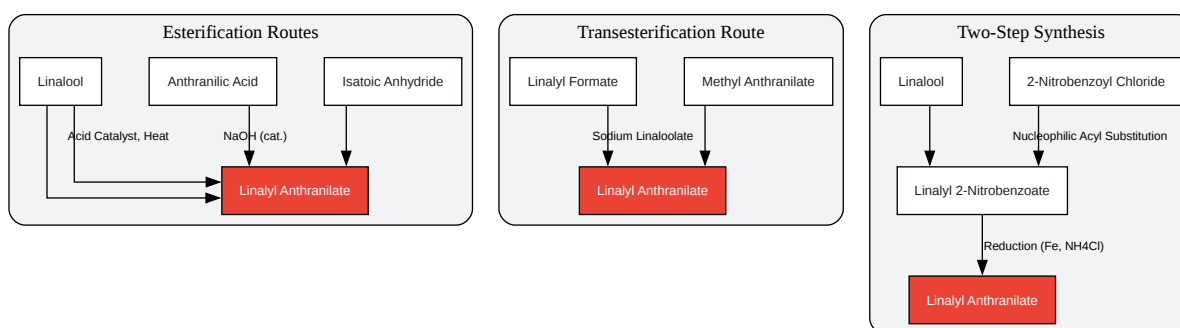 Esterification Routes
Linalool
Anthranilic Acid
Isatoic Anhydride
Acid Catalyst, Heat
NaOH (cat.)
Linalyl Anthranilate
Transesterification Route
Linalyl Formate
Methyl Anthranilate
Sodium Linaloolate
Linalyl Anthranilate
Two-Step Synthesis
Linalool
2-Nitrobenzoyl Chloride
Nucleophilic Acyl Substitution
Linalyl 2-Nitrobenzoate
Reduction (Fe, NH4Cl)
Linalyl Anthranilate